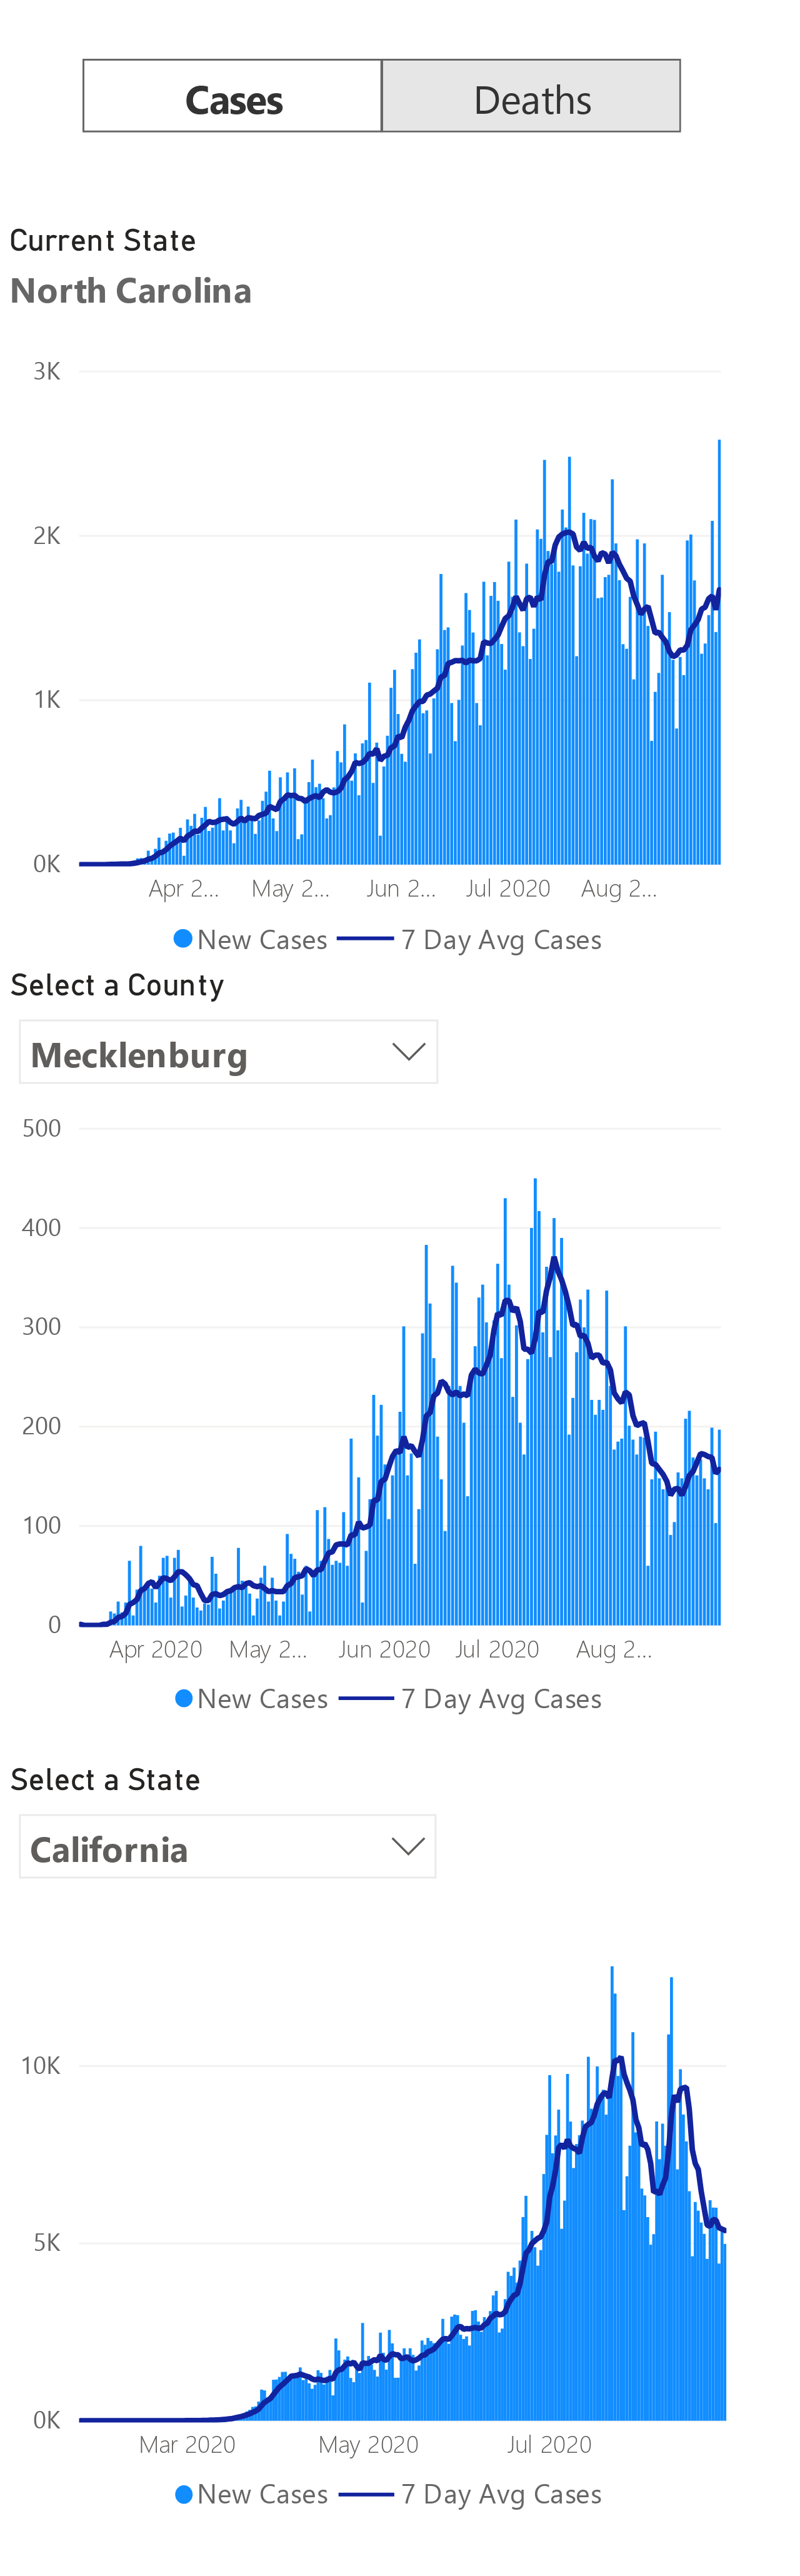 Cases Deaths
Current State
North Carolina
3K
2K
1K
0K
Apr 2... May 2... Jun 2... Jul 2020 Aug 2...
New Cases 7 Day Avg Cases
Select a County
Mecklenburg
500
400
300
200
100
0
Apr 2020 May 2... Jun 2020 Jul 2020 Aug 2...
New Cases 7 Day Avg Cases
Select a State
California
10K
5K
0K
Mar 2020 May 2020 Jul 2020
New Cases 7 Day Avg Cases